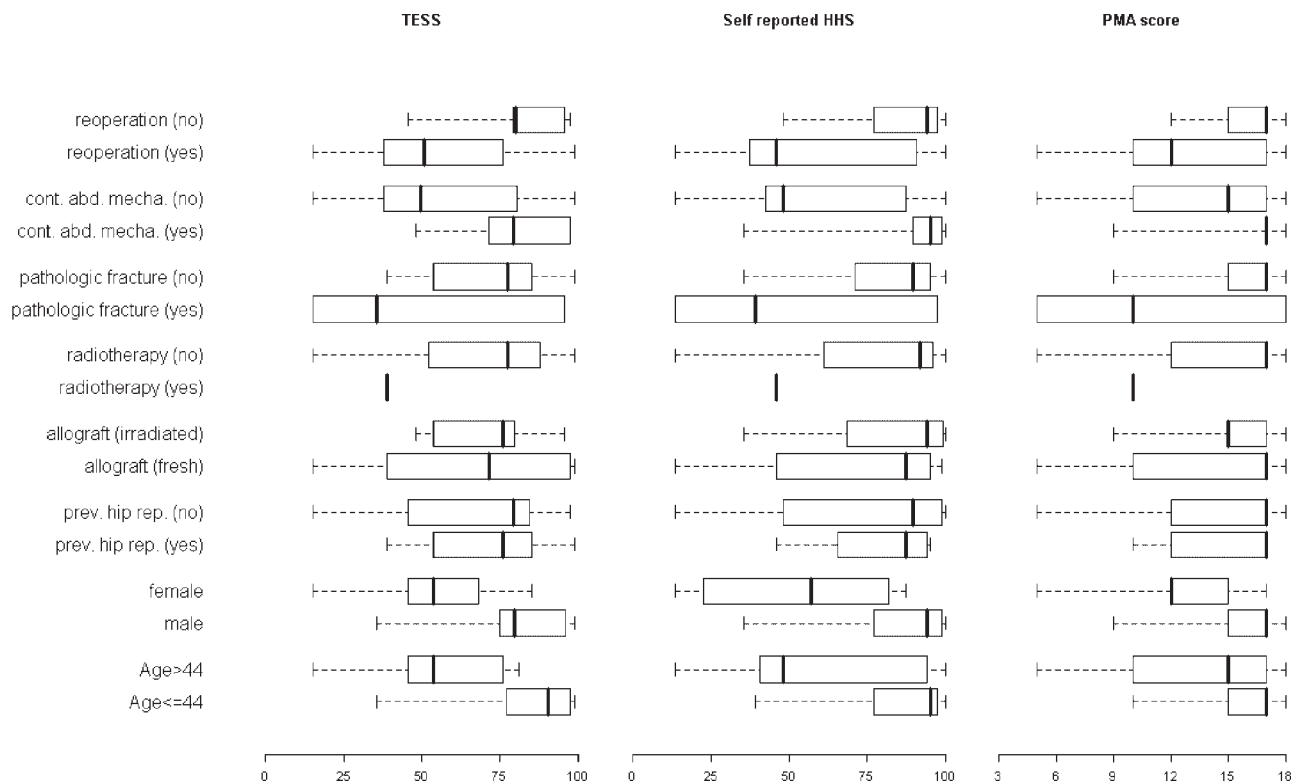 TESS Self reported HHS PMA score
reoperation (no)
reoperation (yes)
cont. abd. mecha. (no)
cont. abd. mecha. (yes)
pathologic fracture (no)
pathologic fracture (yes)
radiotherapy (no)
radiotherapy (yes)
allograft (irradiated)
allograft (fresh)
prev. hip rep. (no)
prev. hip rep. (yes)
female
male
Age>44
Age<=44
0 25 50 75 100 0 25 50 75 100 3 6 9 12 15 18